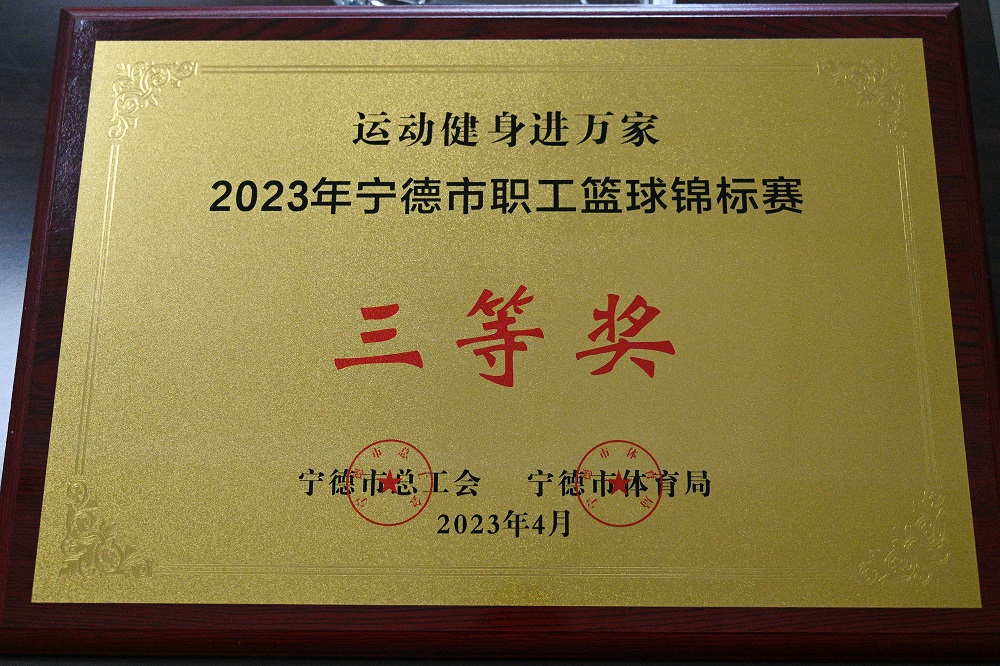 运动健身进万家
2023年宁德市职工篮球锦标赛
三等奖
宁德市总工会 宁德市体育局
2023年4月